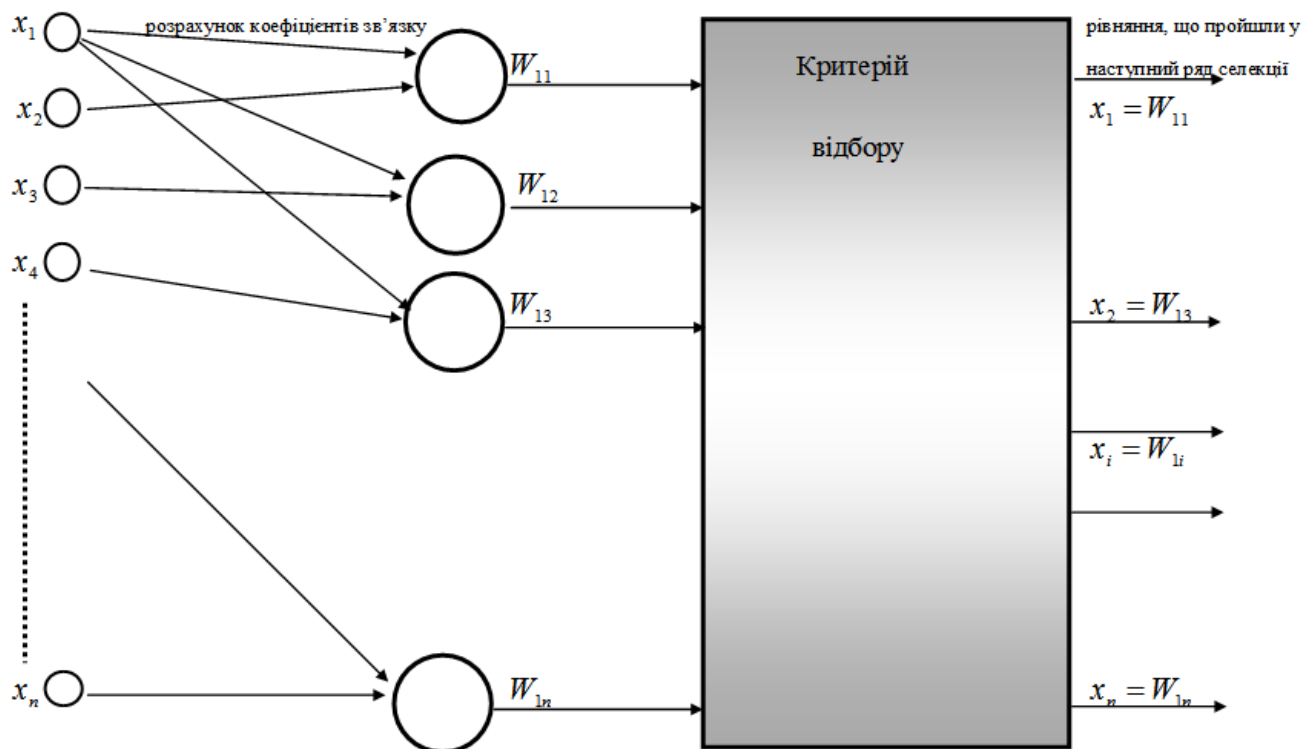 x₁
розрахунок коефіцієнтів зв’язку
x₂
x₃
x₄
xₙ
W₁₁
W₁₂
W₁₃
W₁ₙ
Критерій
відбору
рівняння, що пройшли у
наступний ряд селекції
x₁ = W₁₁
x₂ = W₁₃
xᵢ = W₁ᵢ
xₙ = W₁ₙ